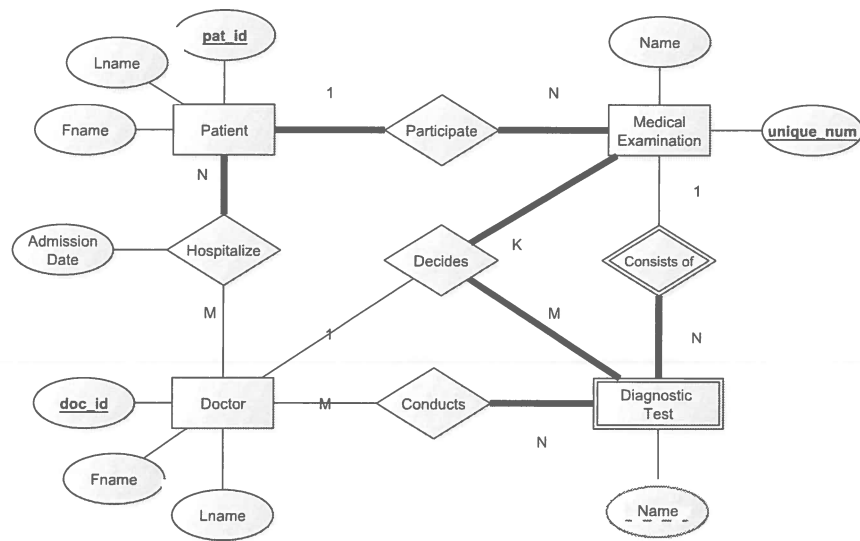 pat_id
Name
Lname
1
N
Fname
Patient
Participate
Medical
Examination
unique_num
N
1
Admission
Date
Hospitalize
Decides
K
Consists of
M
1
M
N
doc_id
Doctor
M
Conducts
Diagnostic
Test
N
Fname
Lname
Name